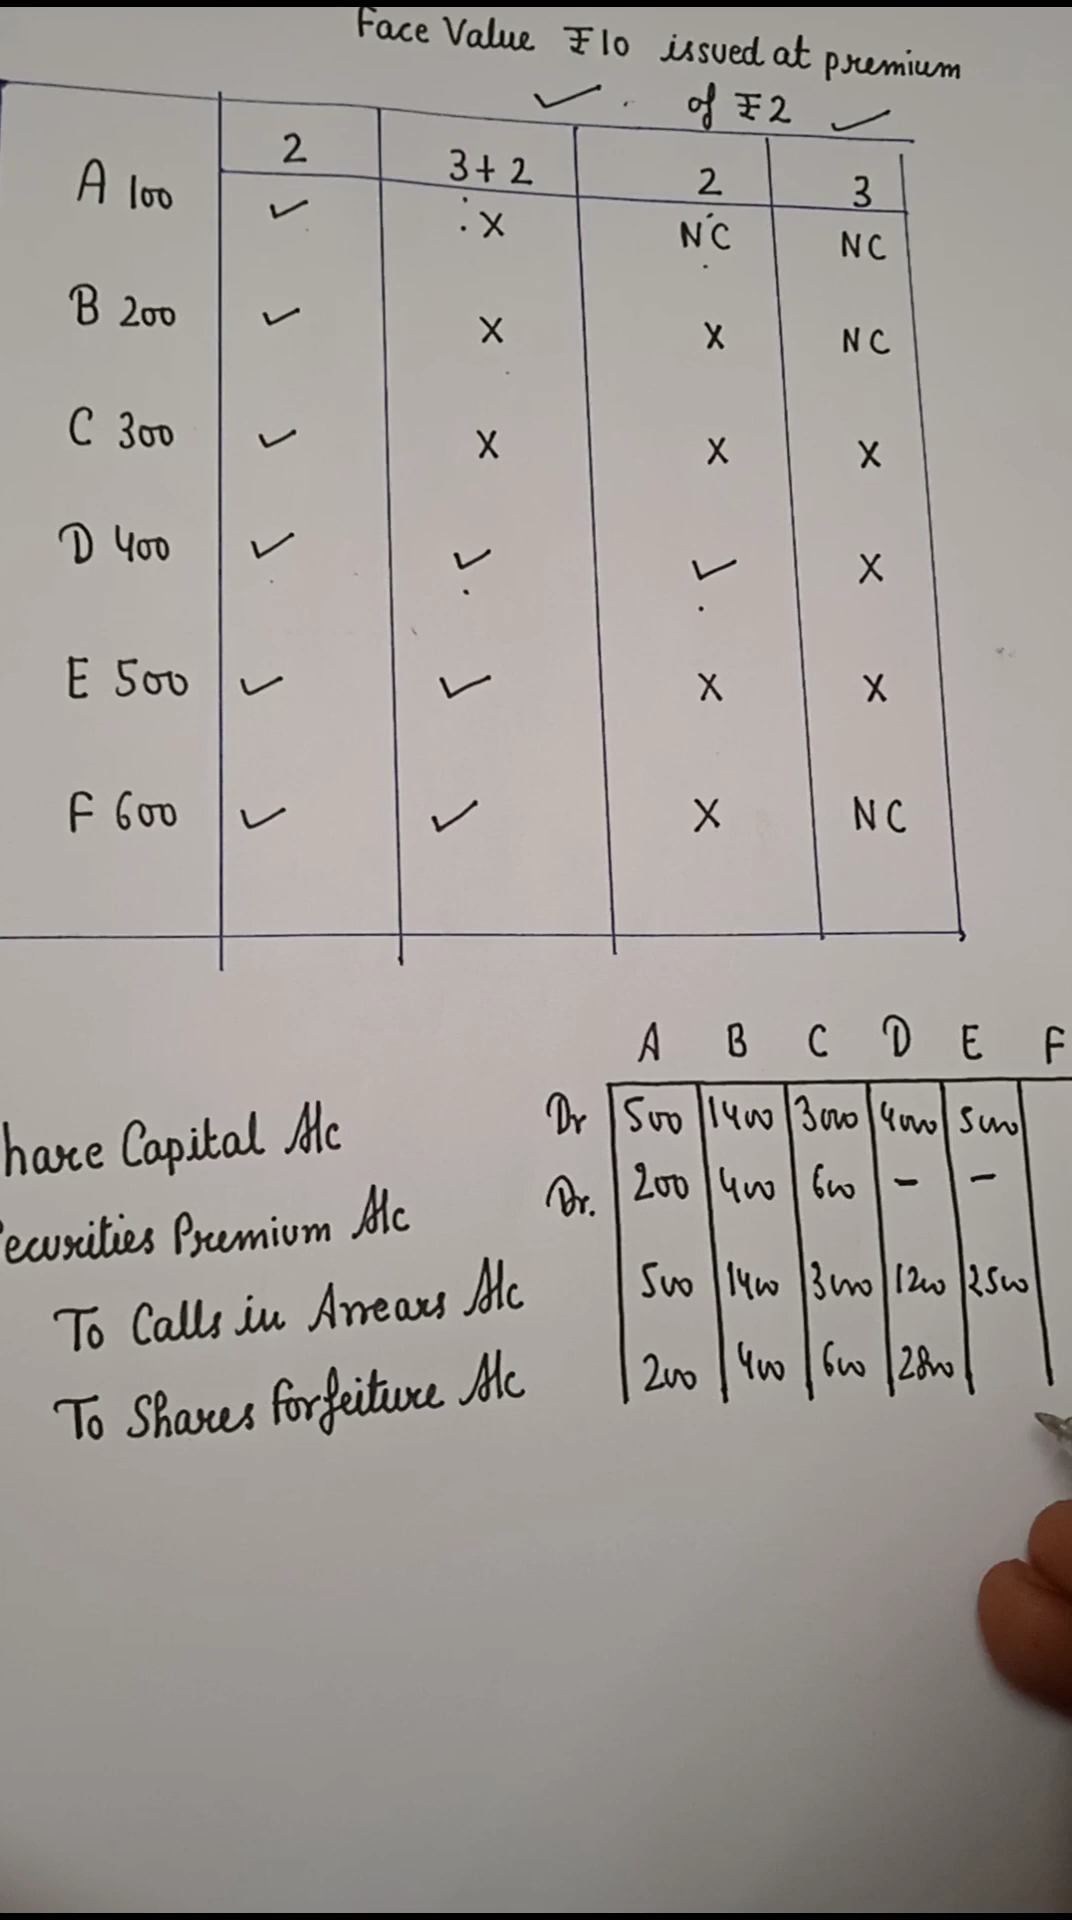 Face Value ₹10 issued at premium
of ₹2
2 3+2 2 3
A 100 ✓ X NC NC
B 200 ✓ X X NC
C 300 ✓ X X X
D 400 ✓ ✓ ✓ X
E 500 ✓ ✓ X X
F 600 ✓ ✓ X NC
A B C D E F
hare Capital A/c Dr 500 1400 3000 4000 5000
ecurities Premium A/c Dr. 200 400 600 - -
To Calls in Arrears A/c 500 1400 3000 1200 2500
To Shares forfeiture A/c 200 400 600 2800